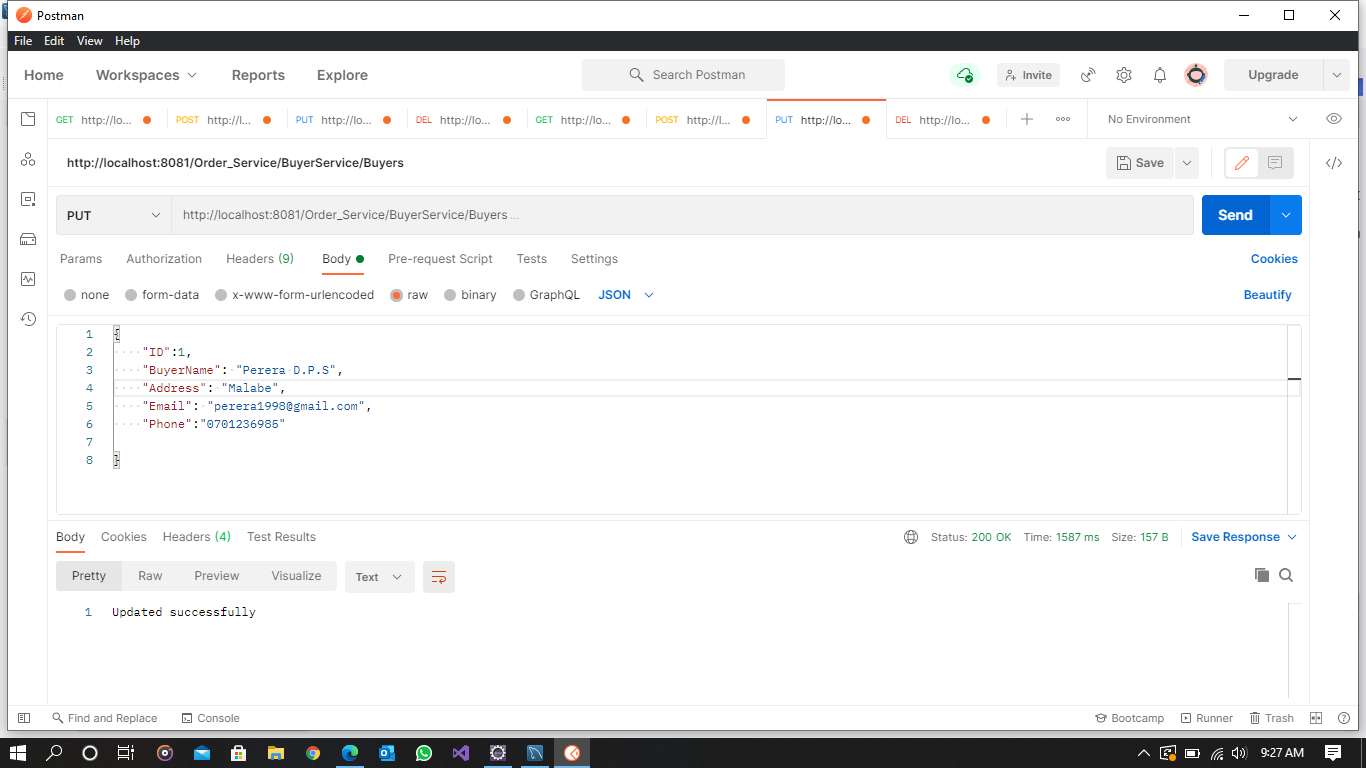 Postman
File Edit View Help
Home Workspaces Reports Explore Search Postman Invite Upgrade
GET http://lo... POST http://l... PUT http://lo... DEL http://lo... GET http://lo... POST http://l... PUT http://lo... DEL http://lo... No Environment
http://localhost:8081/Order_Service/BuyerService/Buyers Save
PUT http://localhost:8081/Order_Service/BuyerService/Buyers ... Send
Params Authorization Headers (9) Body Pre-request Script Tests Settings Cookies
none form-data x-www-form-urlencoded raw binary GraphQL JSON Beautify
1 {
2 "ID":1,
3 "BuyerName": "Perera D.P.S",
4 "Address": "Malabe",
5 "Email": "perera1998@gmail.com",
6 "Phone":"0701236985"
7
8 }
Body Cookies Headers (4) Test Results Status: 200 OK Time: 1587 ms Size: 157 B Save Response
Pretty Raw Preview Visualize Text
1 Updated successfully
Find and Replace Console Bootcamp Runner Trash
9:27 AM